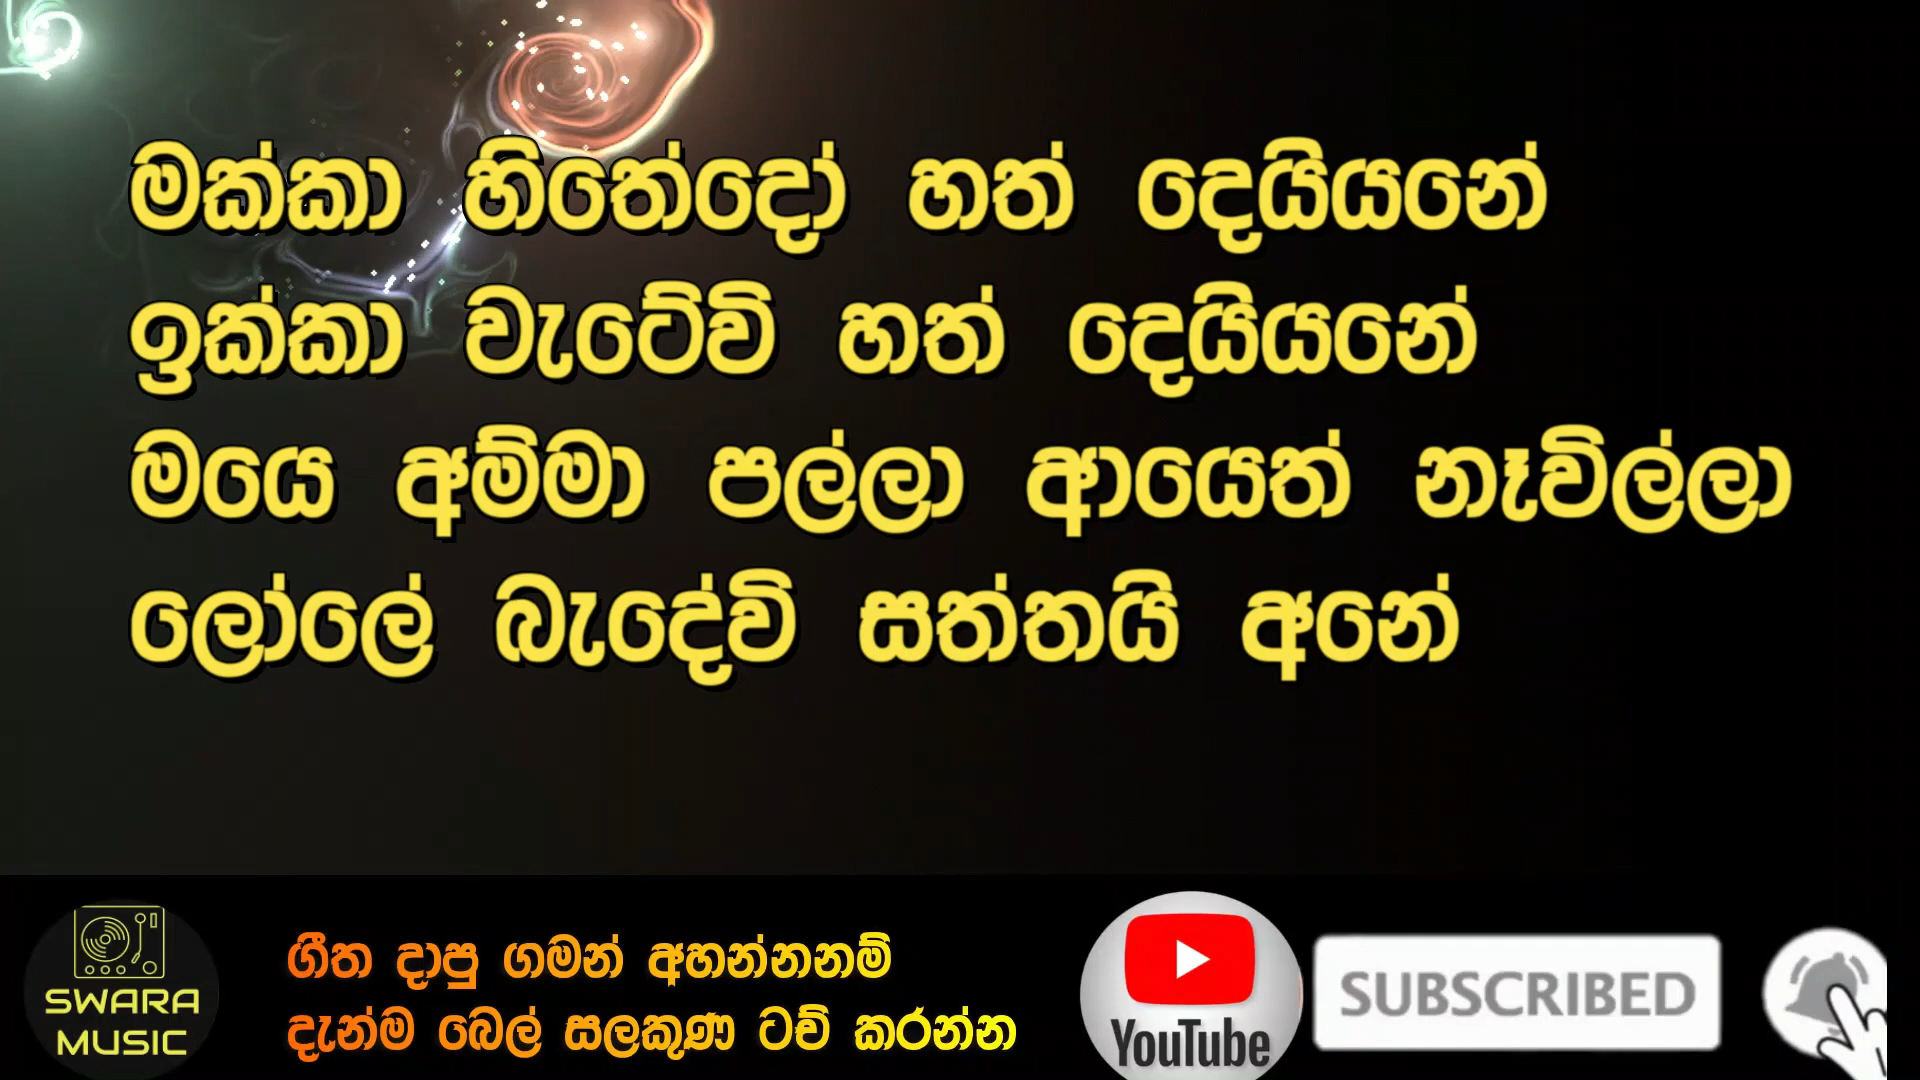 මක්කා හිතේදෝ හත් දෙයියනේ
ඉක්කා වැටේවි හත් දෙයියනේ
මයෙ අම්මා පල්ලා ආයෙත් නෑවිල්ලා
ලෝලේ බැදේවි සත්තයි අනේ
SWARA
MUSIC
ගීත දාපු ගමන් අහන්නනම්
දැන්ම බෙල් සලකුණ ටච් කරන්න
YouTube
SUBSCRIBED